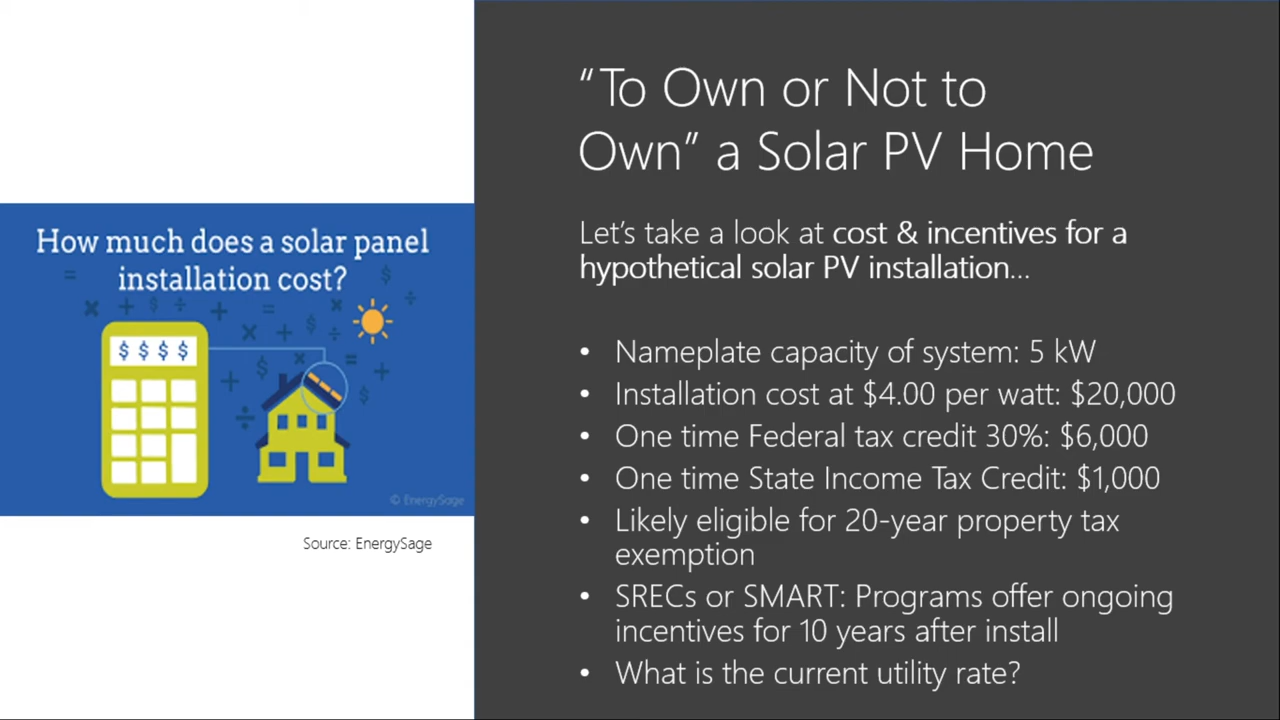 How much does a solar panel
installation cost?
$ $ $ $
© EnergySage
Source: EnergySage
“To Own or Not to
Own” a Solar PV Home
Let’s take a look at cost & incentives for a
hypothetical solar PV installation...
• Nameplate capacity of system: 5 kW
• Installation cost at $4.00 per watt: $20,000
• One time Federal tax credit 30%: $6,000
• One time State Income Tax Credit: $1,000
• Likely eligible for 20-year property tax
exemption
• SRECs or SMART: Programs offer ongoing
incentives for 10 years after install
• What is the current utility rate?